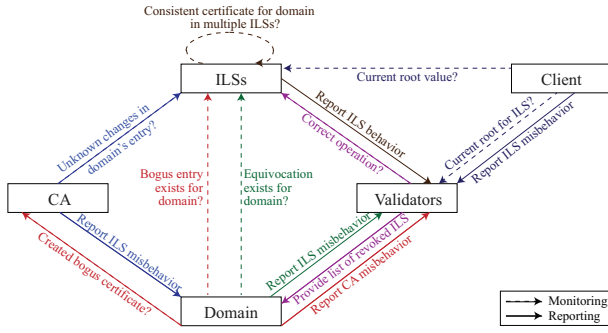 Consistent certificate for domain
in multiple ILSs?
ILSs
Current root value?
Client
Unknown changes in
domain's entry?
Report ILS behavior
Correct operation?
Current root for ILS?
Report ILS misbehavior
Bogus entry
exists for
domain?
Equivocation
exists for
domain?
CA
Validators
Report ILS misbehavior
Created bogus certificate?
Report ILS misbehavior
Provide list of revoked ILS
Report CA misbehavior
Domain
Monitoring
Reporting